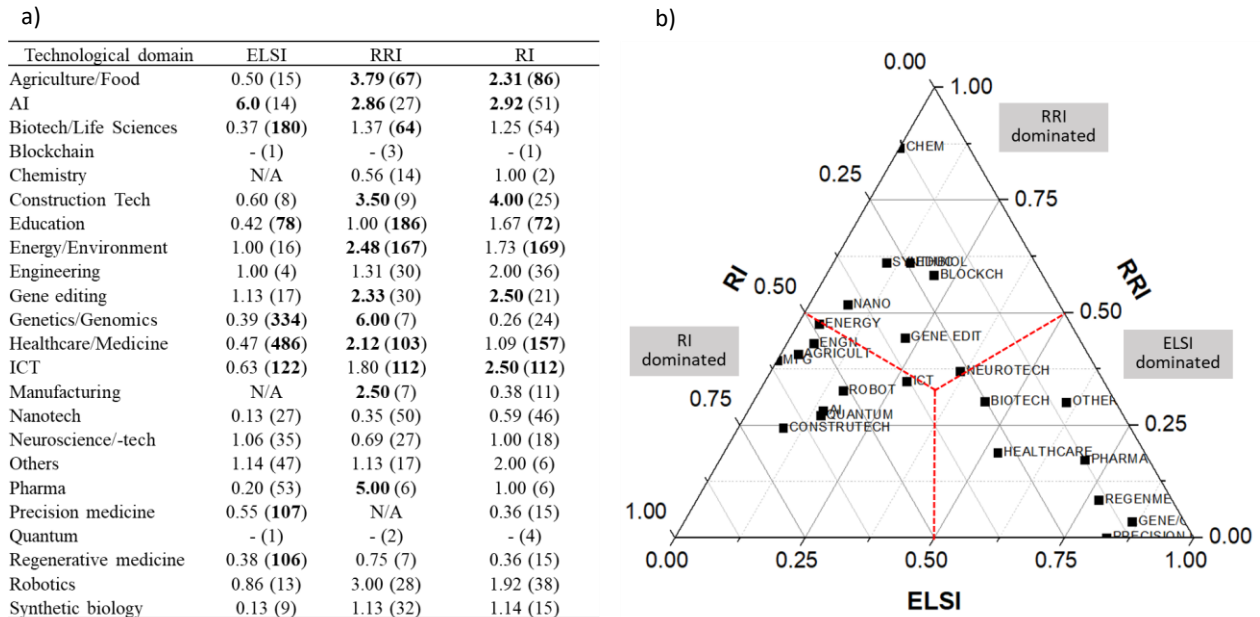 a)
Technological domain ELSI RRI RI
Agriculture/Food 0.50 (15) 3.79 (67) 2.31 (86)
AI 6.0 (14) 2.86 (27) 2.92 (51)
Biotech/Life Sciences 0.37 (180) 1.37 (64) 1.25 (54)
Blockchain - (1) - (3) - (1)
Chemistry N/A 0.56 (14) 1.00 (2)
Construction Tech 0.60 (8) 3.50 (9) 4.00 (25)
Education 0.42 (78) 1.00 (186) 1.67 (72)
Energy/Environment 1.00 (16) 2.48 (167) 1.73 (169)
Engineering 1.00 (4) 1.31 (30) 2.00 (36)
Gene editing 1.13 (17) 2.33 (30) 2.50 (21)
Genetics/Genomics 0.39 (334) 6.00 (7) 0.26 (24)
Healthcare/Medicine 0.47 (486) 2.12 (103) 1.09 (157)
ICT 0.63 (122) 1.80 (112) 2.50 (112)
Manufacturing N/A 2.50 (7) 0.38 (11)
Nanotech 0.13 (27) 0.35 (50) 0.59 (46)
Neuroscience/-tech 1.06 (35) 0.69 (27) 1.00 (18)
Others 1.14 (47) 1.13 (17) 2.00 (6)
Pharma 0.20 (53) 5.00 (6) 1.00 (6)
Precision medicine 0.55 (107) N/A 0.36 (15)
Quantum - (1) - (2) - (4)
Regenerative medicine 0.38 (106) 0.75 (7) 0.36 (15)
Robotics 0.86 (13) 3.00 (28) 1.92 (38)
Synthetic biology 0.13 (9) 1.13 (32) 1.14 (15)
b)
0.00
1.00
RRI
dominated
CHEM
0.25
0.75
BLOCKCH
RI
RRI
NANO
0.50
0.50
ENERGY
GENE EDIT
ENGN
RI
dominated
ELSI
dominated
AGRICULT
MFG
NEUROTECH
ICT
ROBOT
BIOTECH
OTHER
AI
QUANTUM
0.75
0.25
CONSTRUTECH
HEALTHCARE
PHARMA
REGENME
1.00
GENE/
PRECISION
0.00
0.00 0.25 0.50 0.75 1.00
ELSI